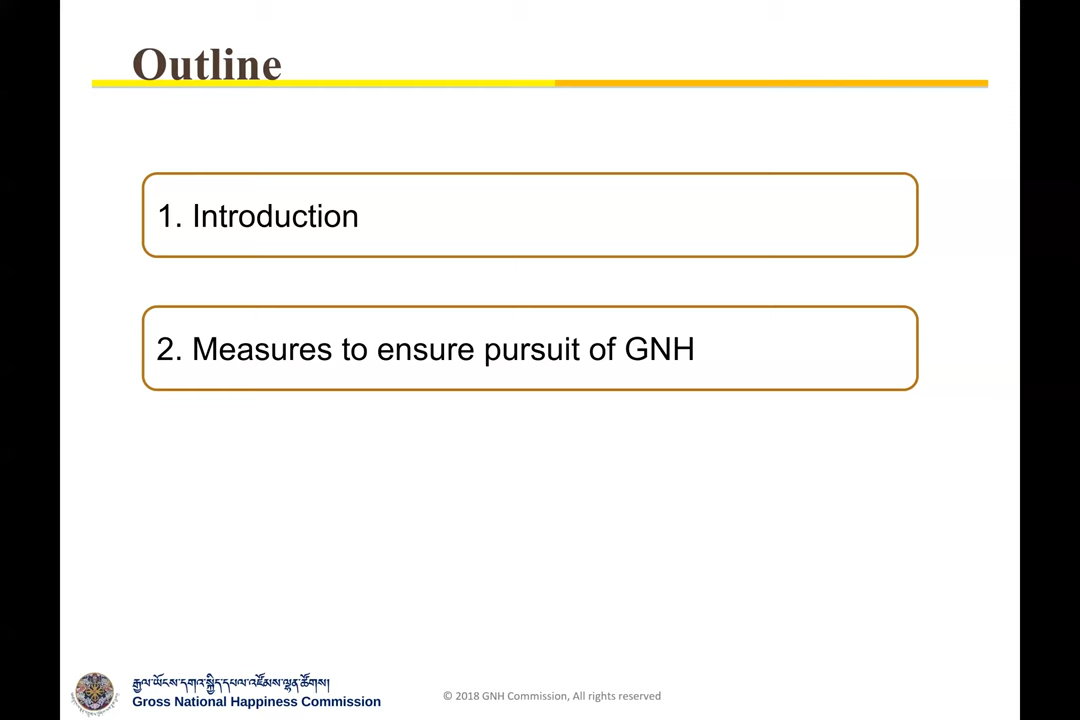 Outline
1. Introduction
2. Measures to ensure pursuit of GNH
རྒྱལ་ཡོངས་དགའ་སྐྱིད་དཔལ་འཛོམས་ལྷན་ཚོགས།
Gross National Happiness Commission
© 2018 GNH Commission, All rights reserved